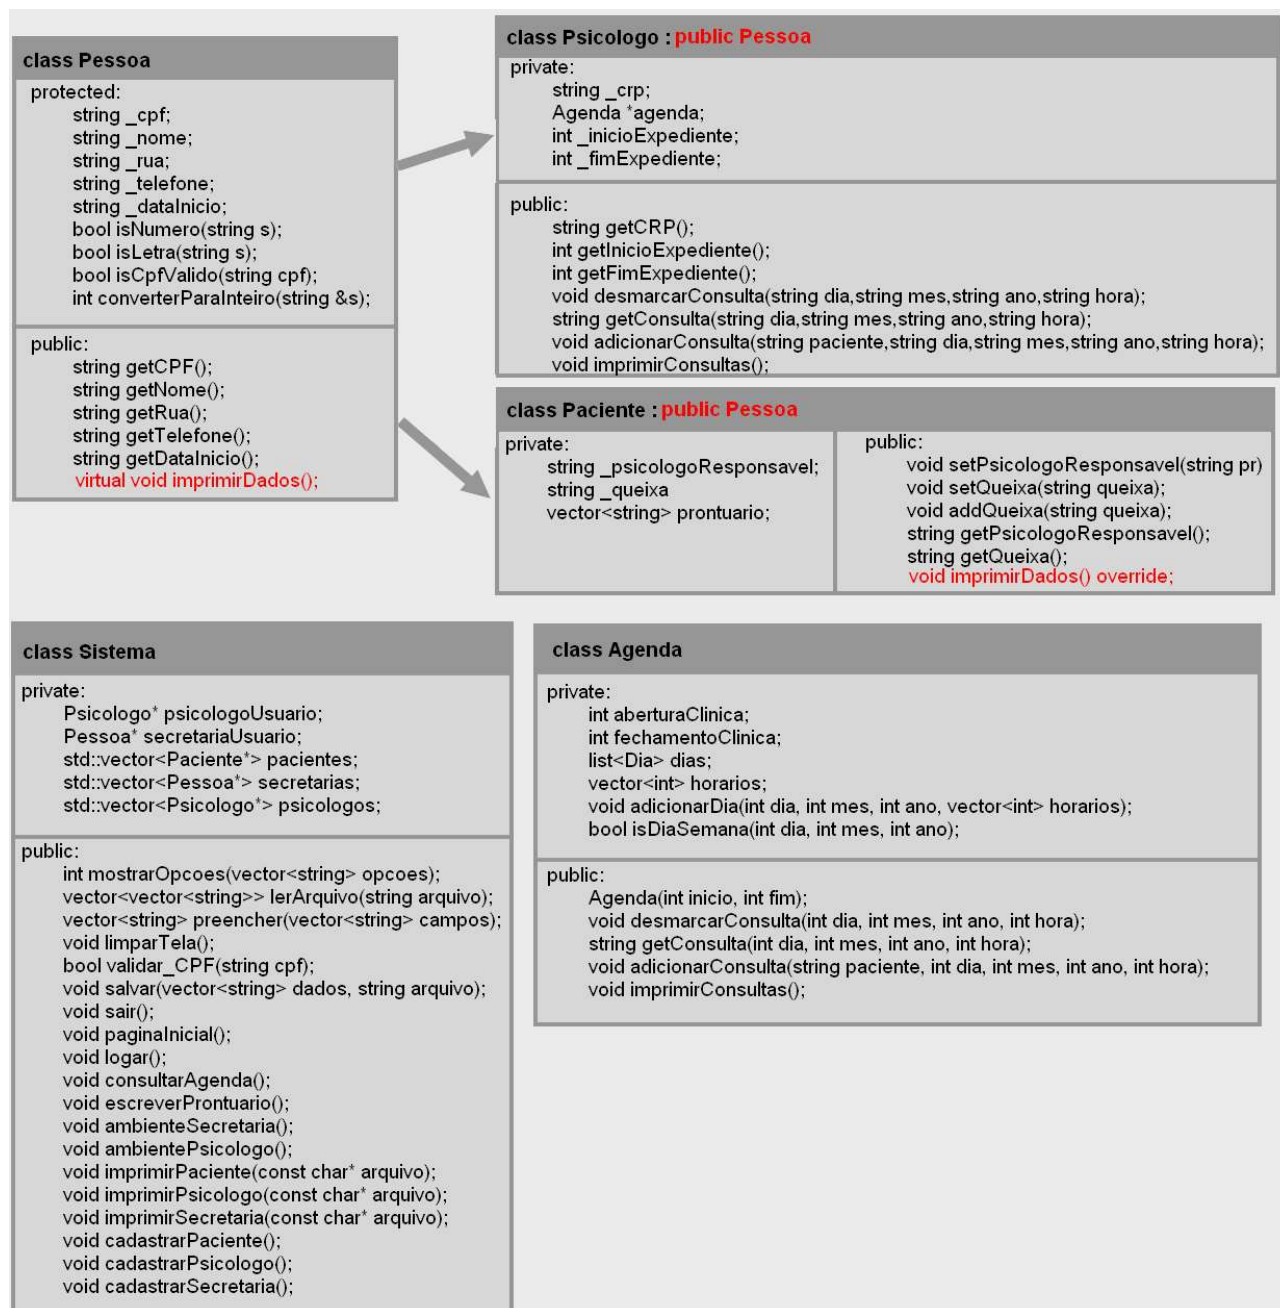 class Pessoa
protected:
string _cpf;
string _nome;
string _rua;
string _telefone;
string _dataInicio;
bool isNumero(string s);
bool isLetra(string s);
bool isCpfValido(string cpf);
int converterParaInteiro(string &s);
public:
string getCPF();
string getNome();
string getRua();
string getTelefone();
string getDataInicio();
virtual void imprimirDados();
class Psicologo : public Pessoa
private:
string _crp;
Agenda *agenda;
int _inicioExpediente;
int _fimExpediente;
public:
string getCRP();
int getInicioExpediente();
int getFimExpediente();
void desmarcarConsulta(string dia,string mes,string ano,string hora);
string getConsulta(string dia,string mes,string ano,string hora);
void adicionarConsulta(string paciente,string dia,string mes,string ano,string hora);
void imprimirConsultas();
class Paciente : public Pessoa
private:
string _psicologoResponsavel;
string _queixa
vector<string> prontuario;
public:
void setPsicologoResponsavel(string pr)
void setQueixa(string queixa);
void addQueixa(string queixa);
string getPsicologoResponsavel();
string getQueixa();
void imprimirDados() override;
class Sistema
private:
Psicologo* psicologoUsuario;
Pessoa* secretariaUsuario;
std::vector<Paciente*> pacientes;
std::vector<Pessoa*> secretarias;
std::vector<Psicologo*> psicologos;
public:
int mostrarOpcoes(vector<string> opcoes);
vector<vector<string>> lerArquivo(string arquivo);
vector<string> preencher(vector<string> campos);
void limparTela();
bool validar_CPF(string cpf);
void salvar(vector<string> dados, string arquivo);
void sair();
void paginaInicial();
void logar();
void consultarAgenda();
void escreverProntuario();
void ambienteSecretaria();
void ambientePsicologo();
void imprimirPaciente(const char* arquivo);
void imprimirPsicologo(const char* arquivo);
void imprimirSecretaria(const char* arquivo);
void cadastrarPaciente();
void cadastrarPsicologo();
void cadastrarSecretaria();
class Agenda
private:
int aberturaClinica;
int fechamentoClinica;
list<Dia> dias;
vector<int> horarios;
void adicionarDia(int dia, int mes, int ano, vector<int> horarios);
bool isDiaSemana(int dia, int mes, int ano);
public:
Agenda(int inicio, int fim);
void desmarcarConsulta(int dia, int mes, int ano, int hora);
string getConsulta(int dia, int mes, int ano, int hora);
void adicionarConsulta(string paciente, int dia, int mes, int ano, int hora);
void imprimirConsultas();